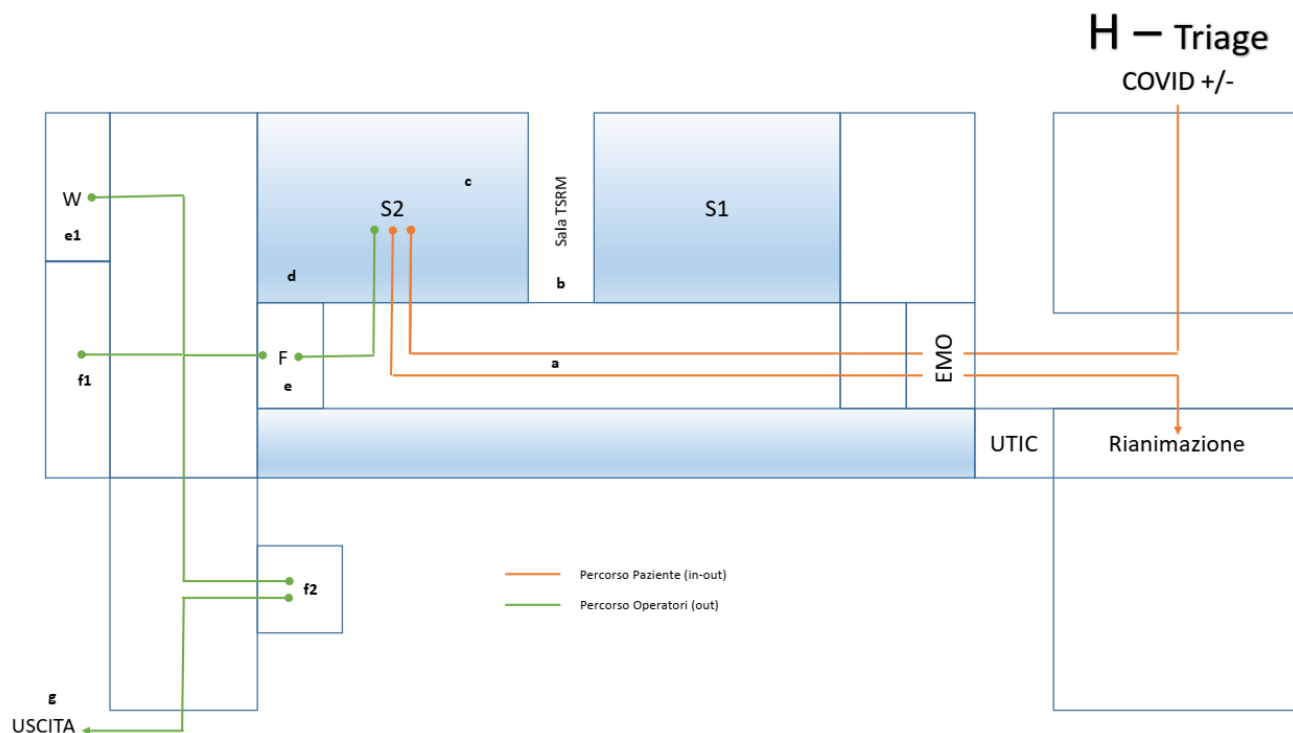 H – Triage
COVID +/-
W
e1
c
S2
Sala TSRM
S1
d
b
F
e
a
EMO
f1
UTIC
Rianimazione
f2
Percorso Paziente (in-out)
Percorso Operatori (out)
g
USCITA